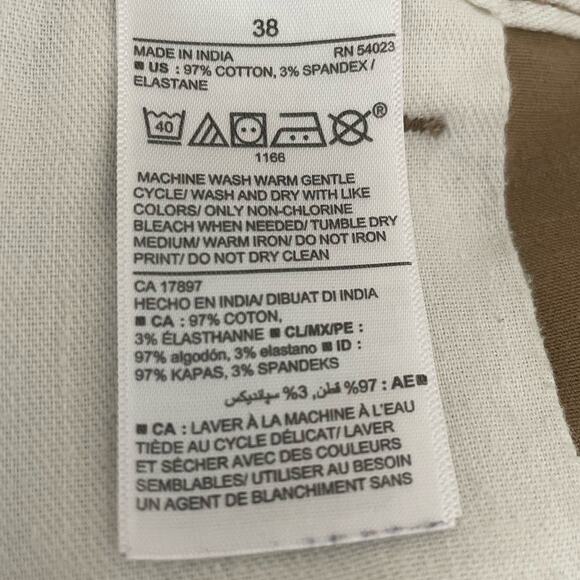 38
MADE IN INDIA RN 54023
■ US : 97% COTTON, 3% SPANDEX /
ELASTANE
40 ®
1166
MACHINE WASH WARM GENTLE
CYCLE/ WASH AND DRY WITH LIKE
COLORS/ ONLY NON-CHLORINE
BLEACH WHEN NEEDED/ TUMBLE DRY
MEDIUM/ WARM IRON/ DO NOT IRON
PRINT/ DO NOT DRY CLEAN
CA 17897
HECHO EN INDIA/ DIBUAT DI INDIA
■ CA : 97% COTTON,
3% ÉLASTHANNE ■ CL/MX/PE :
97% algodón, 3% elastano ■ ID :
97% KAPAS, 3% SPANDEKS
■ AE : 97% قطن, 3% سپانديكس
■ CA : LAVER À LA MACHINE À L'EAU
TIÈDE AU CYCLE DÉLICAT/ LAVER
ET SÉCHER AVEC DES COULEURS
SEMBLABLES/ UTILISER AU BESOIN
UN AGENT DE BLANCHIMENT SANS